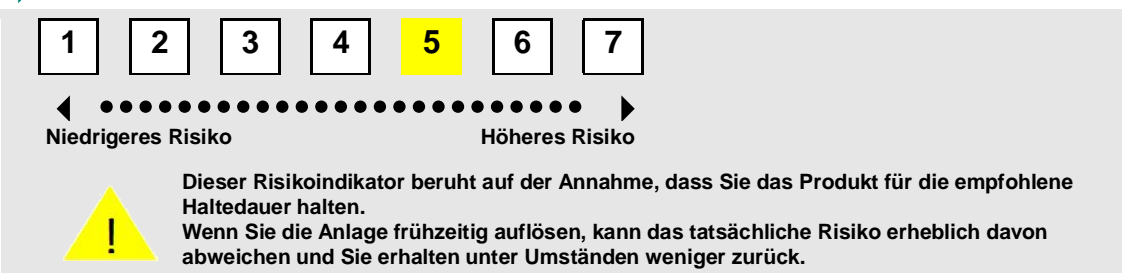 1 2 3 4 5 6 7
Niedrigeres Risiko Höheres Risiko
Dieser Risikoindikator beruht auf der Annahme, dass Sie das Produkt für die empfohlene
Haltedauer halten.
! Wenn Sie die Anlage frühzeitig auflösen, kann das tatsächliche Risiko erheblich davon
abweichen und Sie erhalten unter Umständen weniger zurück.